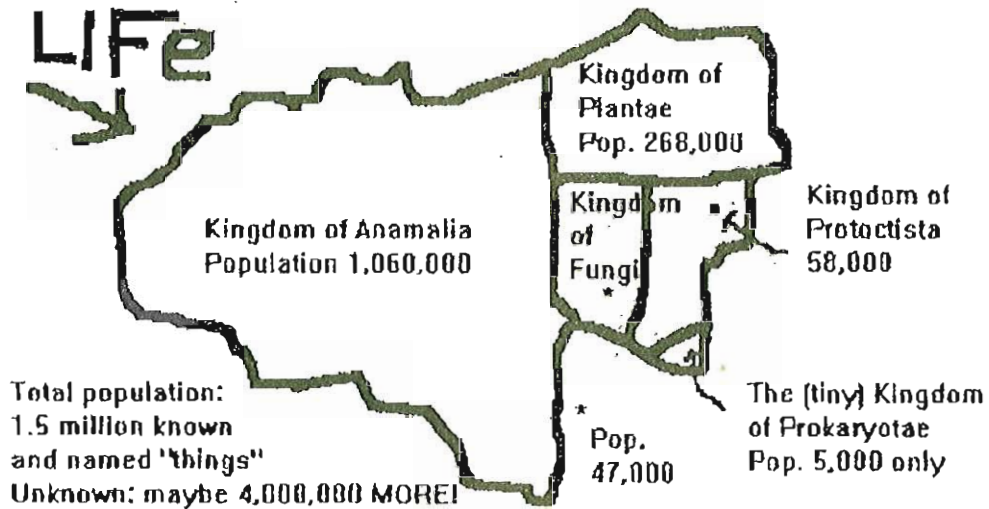 LIFe
Kingdom of
Plantae
Pop. 268,000
Kingdom of Anamalia
Population 1,060,000
Kingdom
of
Fungi
*
Kingdom of
Protoctista
58,000
Total population:
1.5 million known
and named "things"
Unknown: maybe 4,000,000 MORE!
*
Pop.
47,000
The (tiny) Kingdom
of Prokaryotae
Pop. 5,000 only